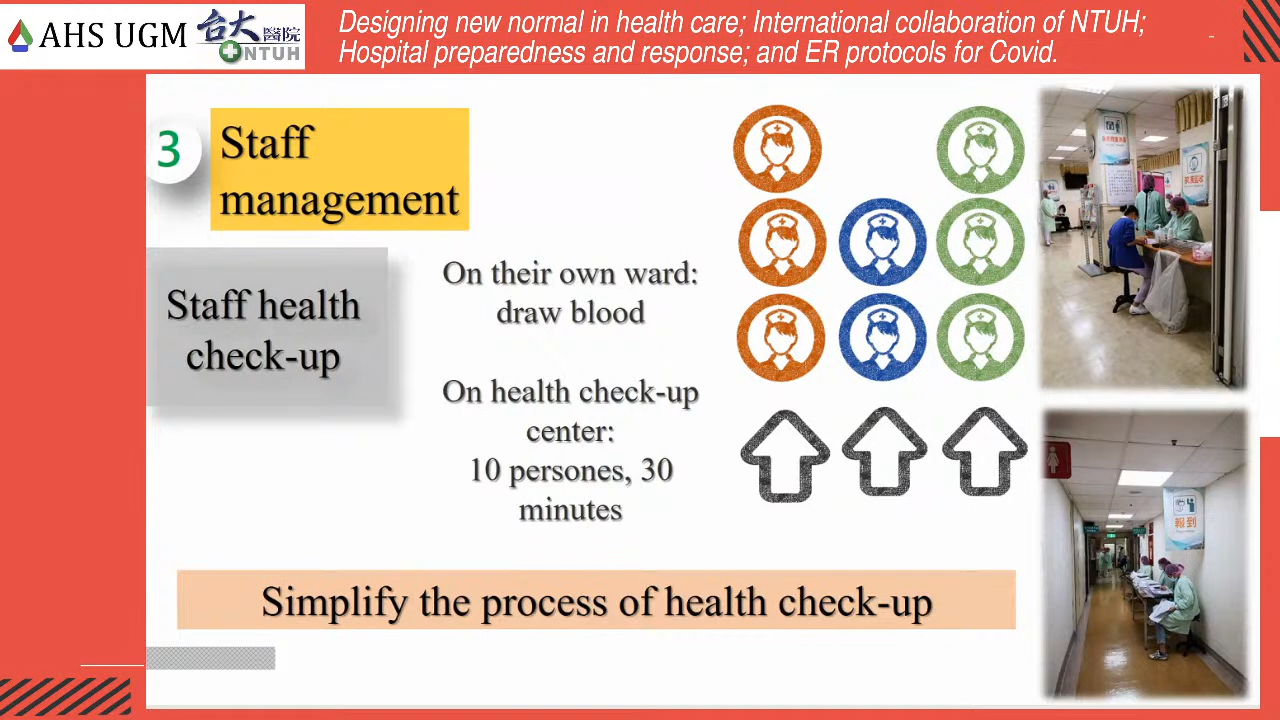 AHS UGM
台大醫院
NTUH
Designing new normal in health care; International collaboration of NTUH;
Hospital preparedness and response; and ER protocols for Covid.
3
Staff
management
Staff health
check-up
On their own ward:
draw blood
On health check-up
center:
10 persones, 30
minutes
Simplify the process of health check-up
報到